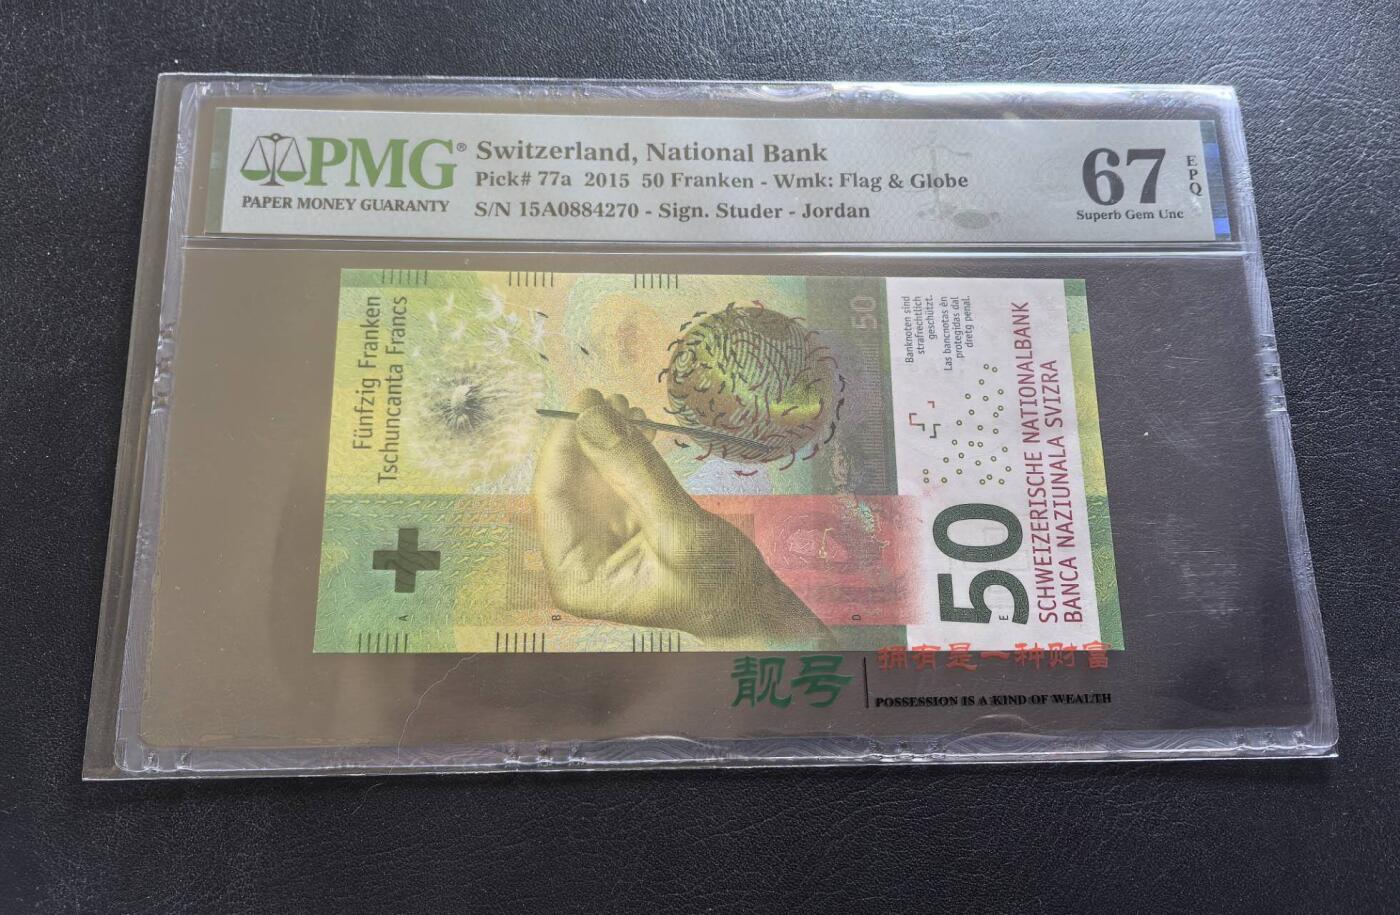 PMG®
PAPER MONEY GUARANTY
Switzerland, National Bank
Pick# 77a 2015 50 Franken - Wmk: Flag & Globe
S/N 15A0884270 - Sign. Studer - Jordan
67
EPQ
Superb Gem Unc
Fünfzig Franken
Tschuncanta Francs
50
Banknoten sind
strafrechtlich
geschützt.
Las bancnotas èn
protegidas dal
dretg penal.
50
SCHWEIZERISCHE NATIONALBANK
BANCA NAZIUNALA SVIZRA
A
B
D
E
靓号
拥有是一种财富
POSSESSION IS A KIND OF WEALTH